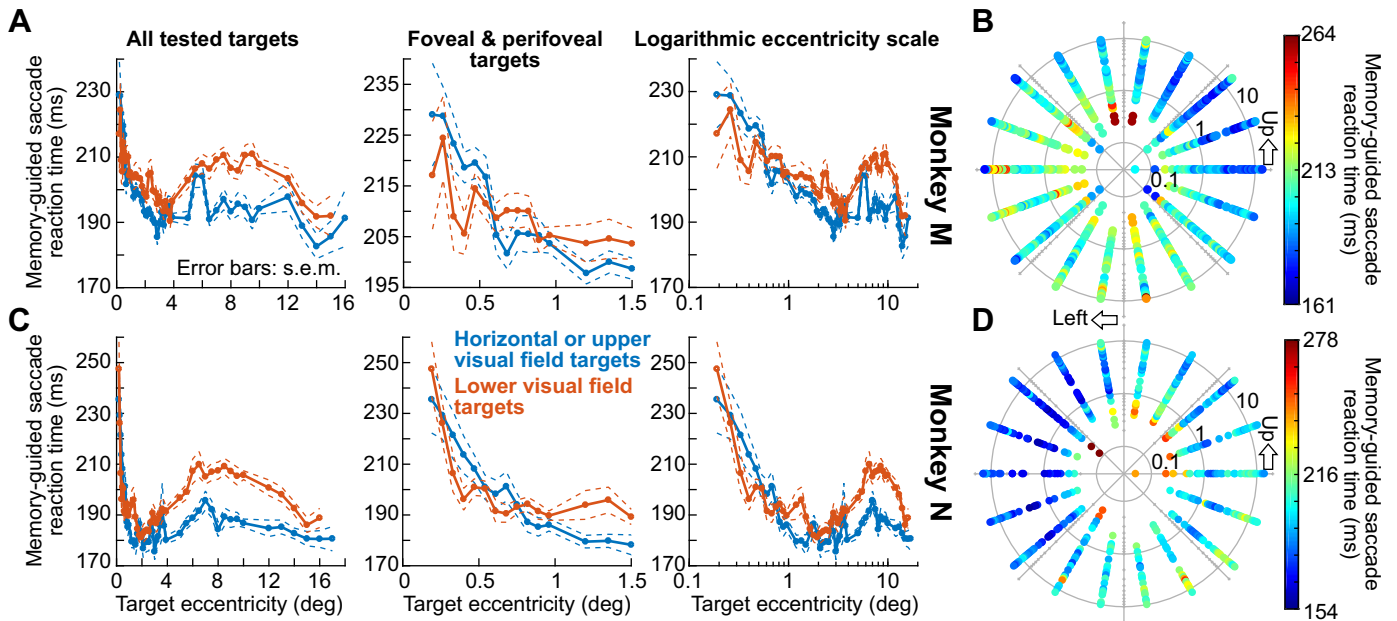 A
All tested targets
Foveal & perifoveal
targets
Logarithmic eccentricity scale
Memory-guided saccade
reaction time (ms)
230
210
190
170
0
4
8
12
16
Error bars: s.e.m.
235
225
215
205
195
0
0.5
1
1.5
230
210
190
170
0.1
1
10
Monkey M
B
10
1
0.1
Up
264
213
161
Memory-guided saccade
reaction time (ms)
Left
C
Memory-guided saccade
reaction time (ms)
250
230
210
190
170
0
4
8
12
16
Target eccentricity (deg)
Horizontal or upper
visual field targets
Lower visual field
targets
250
230
210
190
170
0
0.5
1
1.5
Target eccentricity (deg)
250
230
210
190
170
0.1
1
10
Target eccentricity (deg)
Monkey N
D
10
1
0.1
Up
278
216
154
Memory-guided saccade
reaction time (ms)